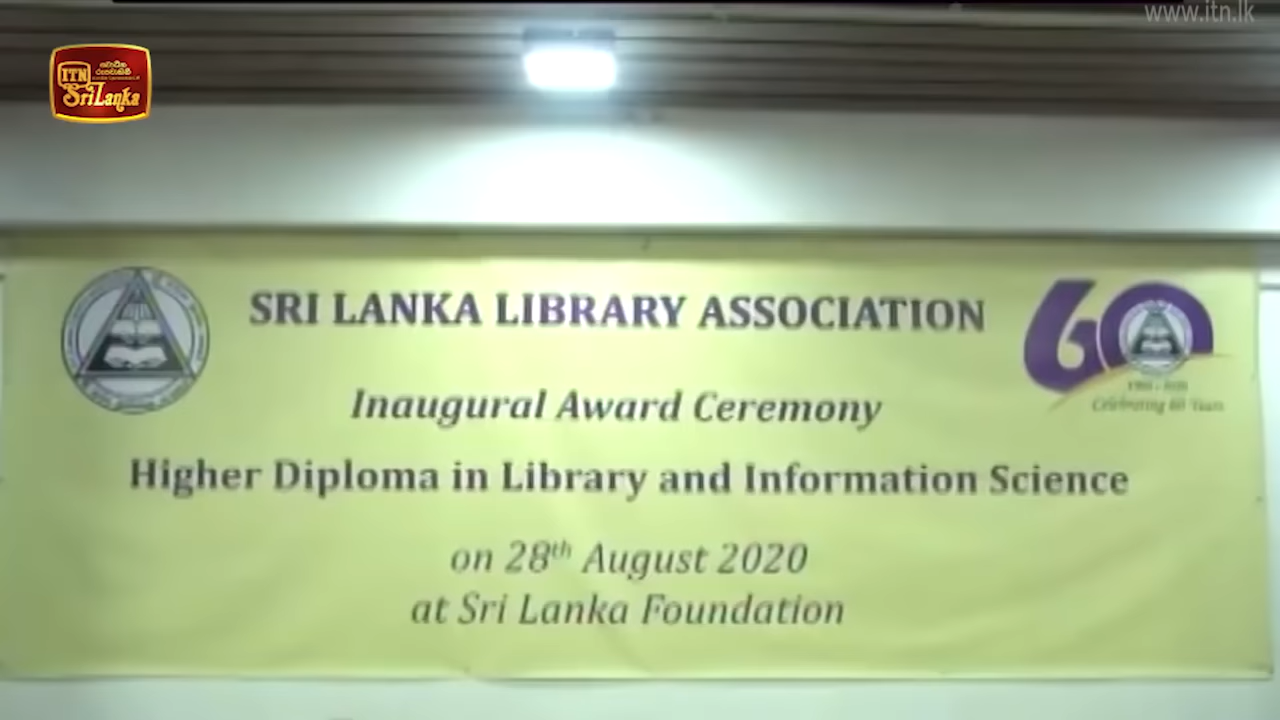 www.itn.lk
ITN
SriLanka
SRI LANKA LIBRARY ASSOCIATION
60
Celebrating 60 Years
Inaugural Award Ceremony
Higher Diploma in Library and Information Science
on 28th August 2020
at Sri Lanka Foundation